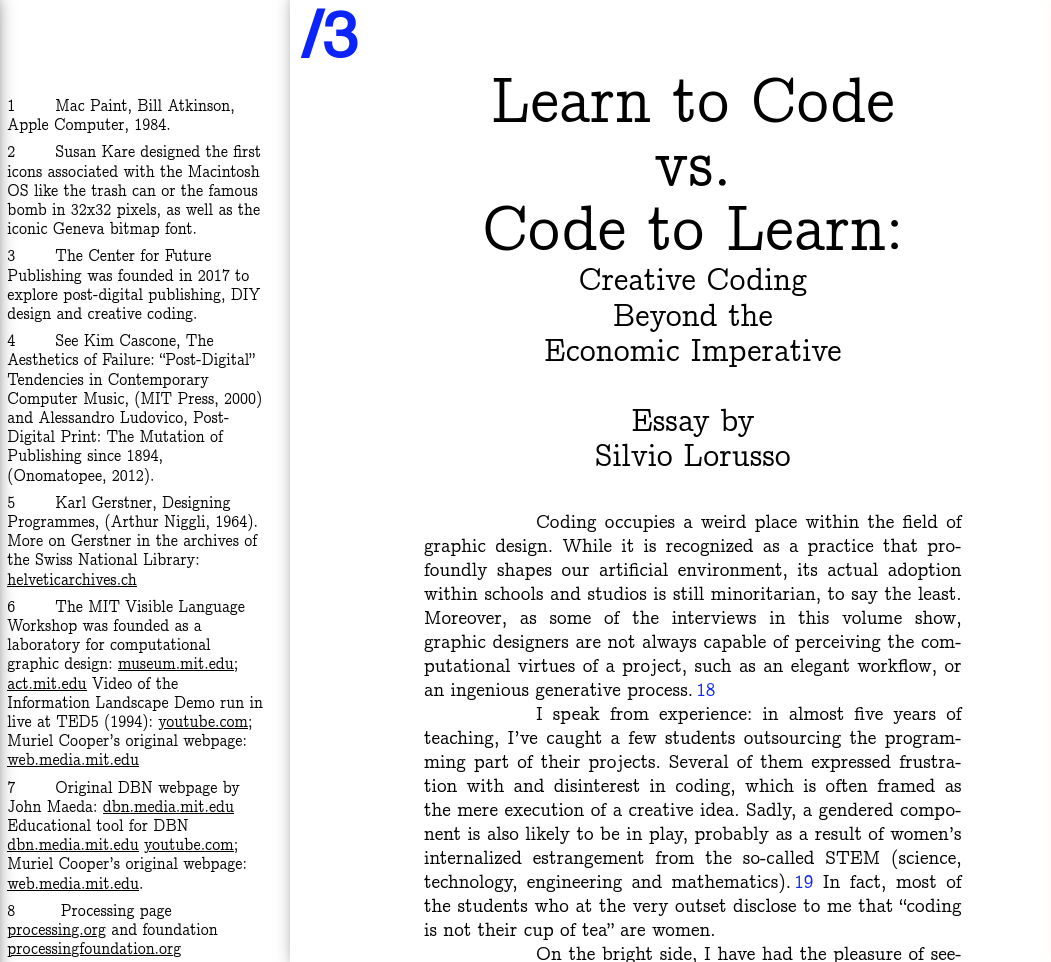 1 Mac Paint, Bill Atkinson,
Apple Computer, 1984.
2 Susan Kare designed the first
icons associated with the Macintosh
OS like the trash can or the famous
bomb in 32x32 pixels, as well as the
iconic Geneva bitmap font.
3 The Center for Future
Publishing was founded in 2017 to
explore post-digital publishing, DIY
design and creative coding.
4 See Kim Cascone, The
Aesthetics of Failure: “Post-Digital”
Tendencies in Contemporary
Computer Music, (MIT Press, 2000)
and Alessandro Ludovico, Post-
Digital Print: The Mutation of
Publishing since 1894,
(Onomatopee, 2012).
5 Karl Gerstner, Designing
Programmes, (Arthur Niggli, 1964).
More on Gerstner in the archives of
the Swiss National Library:
helveticarchives.ch
6 The MIT Visible Language
Workshop was founded as a
laboratory for computational
graphic design: museum.mit.edu;
act.mit.edu Video of the
Information Landscape Demo run in
live at TED5 (1994): youtube.com;
Muriel Cooper’s original webpage:
web.media.mit.edu
7 Original DBN webpage by
John Maeda: dbn.media.mit.edu
Educational tool for DBN
dbn.media.mit.edu youtube.com;
Muriel Cooper’s original webpage:
web.media.mit.edu.
8 Processing page
processing.org and foundation
processingfoundation.org
/3
Learn to Code
vs.
Code to Learn:
Creative Coding
Beyond the
Economic Imperative
Essay by
Silvio Lorusso
Coding occupies a weird place within the field of
graphic design. While it is recognized as a practice that pro-
foundly shapes our artificial environment, its actual adoption
within schools and studios is still minoritarian, to say the least.
Moreover, as some of the interviews in this volume show,
graphic designers are not always capable of perceiving the com-
putational virtues of a project, such as an elegant workflow, or
an ingenious generative process. 18
I speak from experience: in almost five years of
teaching, I’ve caught a few students outsourcing the program-
ming part of their projects. Several of them expressed frustra-
tion with and disinterest in coding, which is often framed as
the mere execution of a creative idea. Sadly, a gendered compo-
nent is also likely to be in play, probably as a result of women’s
internalized estrangement from the so-called STEM (science,
technology, engineering and mathematics). 19 In fact, most of
the students who at the very outset disclose to me that “coding
is not their cup of tea” are women.
On the bright side, I have had the pleasure of see-